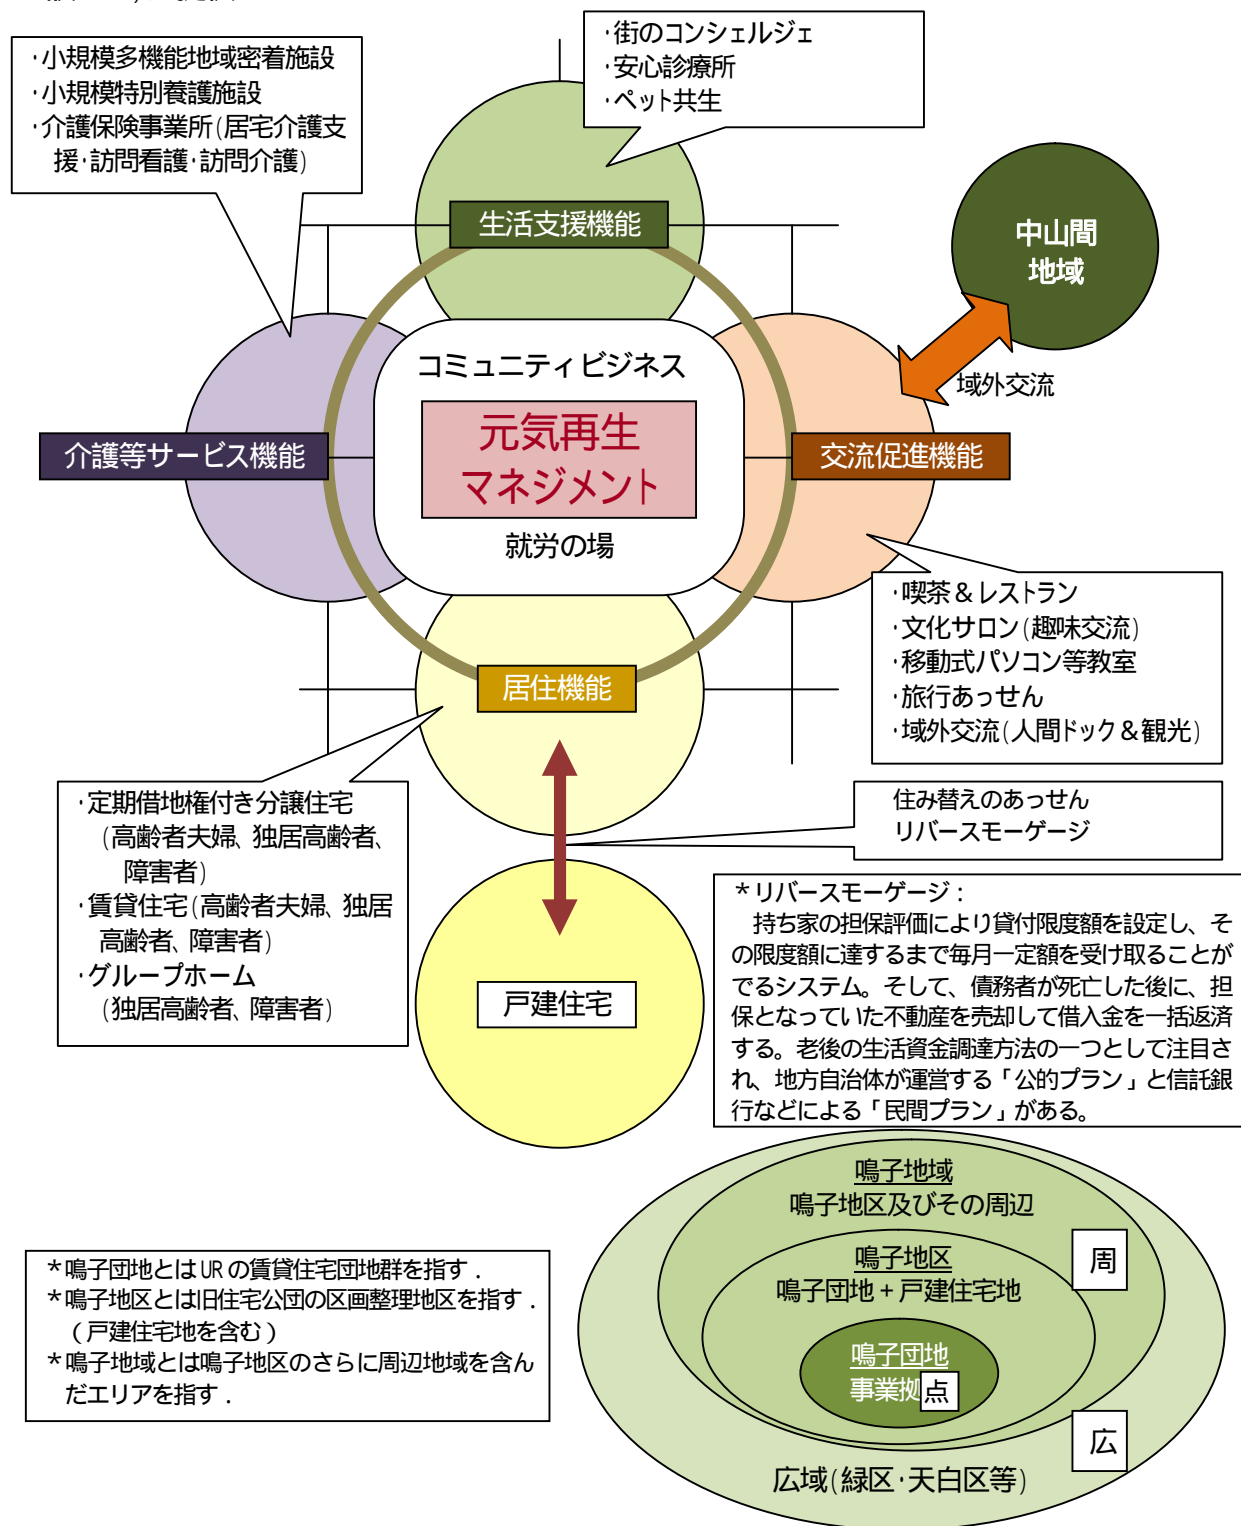 ・小規模多機能地域密着施設
・小規模特別養護施設
・介護保険事業所(居宅介護支
援・訪問看護・訪問介護)
・街のコンシェルジェ
・安心診療所
・ペット共生
生活支援機能
中山間
地域
域外交流
コミュニティビジネス
元気再生
マネジメント
就労の場
介護等サービス機能
交流促進機能
・喫茶&レストラン
・文化サロン(趣味交流)
・移動式パソコン等教室
・旅行あっせん
・域外交流(人間ドック&観光)
居住機能
・定期借地権付き分譲住宅
(高齢者夫婦、独居高齢者、
障害者)
・賃貸住宅(高齢者夫婦、独居
高齢者、障害者)
・グループホーム
(独居高齢者、障害者)
住み替えのあっせん
リバースモーゲージ
戸建住宅
*リバースモーゲージ:
持ち家の担保評価により貸付限度額を設定し、そ
の限度額に達するまで毎月一定額を受け取ることが
でるシステム。そして、債務者が死亡した後に、担
保となっていた不動産を売却して借入金を一括返済
する。老後の生活資金調達方法の一つとして注目さ
れ、地方自治体が運営する「公的プラン」と信託銀
行などによる「民間プラン」がある。
*鳴子団地とはURの賃貸住宅団地群を指す.
*鳴子地区とは旧住宅公団の区画整理地区を指す.
(戸建住宅地を含む)
*鳴子地域とは鳴子地区のさらに周辺地域を含ん
だエリアを指す.
鳴子地域
鳴子地区及びその周辺
周
鳴子地区
鳴子団地+戸建住宅地
鳴子団地
事業拠点
広
広域(緑区・天白区等)